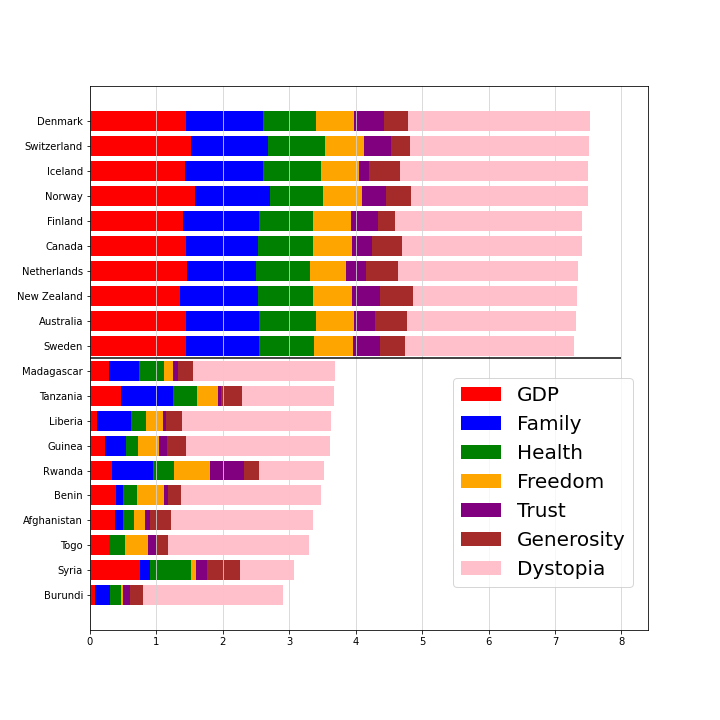 Denmark
Switzerland
Iceland
Norway
Finland
Canada
Netherlands
New Zealand
Australia
Sweden
Madagascar
Tanzania
Liberia
Guinea
Rwanda
Benin
Afghanistan
Togo
Syria
Burundi
GDP
Family
Health
Freedom
Trust
Generosity
Dystopia
0 1 2 3 4 5 6 7 8